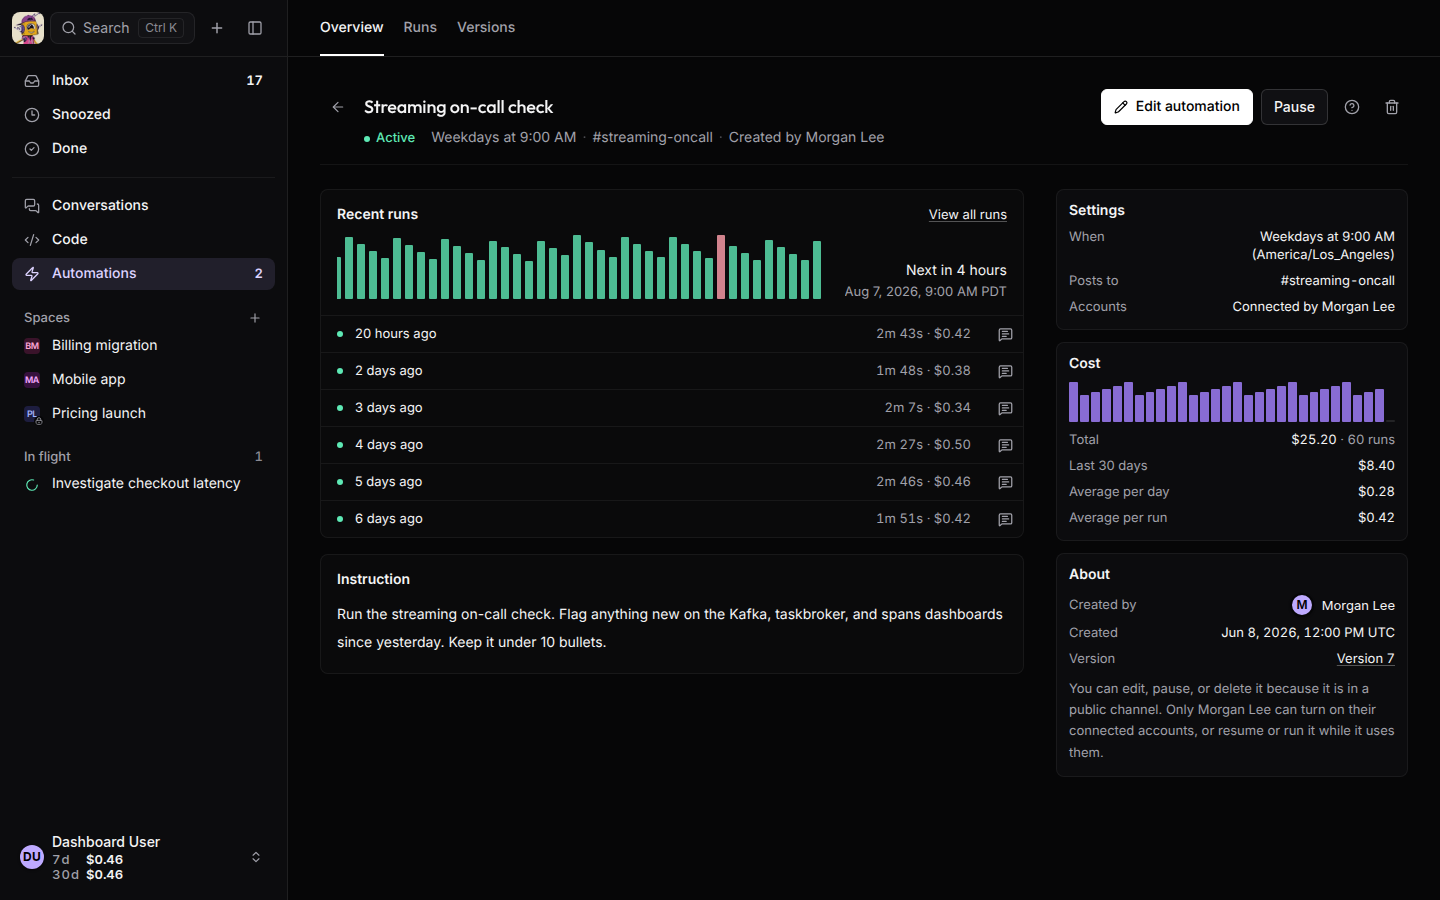 Search Ctrl K
Inbox 17
Snoozed
Done
Conversations
Code
Automations 2
Spaces
BM Billing migration
MA Mobile app
PL Pricing launch
In flight 1
Investigate checkout latency
DU Dashboard User
7d $0.46
30d $0.46
Overview Runs Versions
Streaming on-call check
Active Weekdays at 9:00 AM · #streaming-oncall · Created by Morgan Lee
Edit automation Pause
Recent runs View all runs
Next in 4 hours
Aug 7, 2026, 9:00 AM PDT
20 hours ago 2m 43s · $0.42
2 days ago 1m 48s · $0.38
3 days ago 2m 7s · $0.34
4 days ago 2m 27s · $0.50
5 days ago 2m 46s · $0.46
6 days ago 1m 51s · $0.42
Instruction
Run the streaming on-call check. Flag anything new on the Kafka, taskbroker, and spans dashboards
since yesterday. Keep it under 10 bullets.
Settings
When Weekdays at 9:00 AM
(America/Los_Angeles)
Posts to #streaming-oncall
Accounts Connected by Morgan Lee
Cost
Total $25.20 · 60 runs
Last 30 days $8.40
Average per day $0.28
Average per run $0.42
About
Created by M Morgan Lee
Created Jun 8, 2026, 12:00 PM UTC
Version Version 7
You can edit, pause, or delete it because it is in a
public channel. Only Morgan Lee can turn on their
connected accounts, or resume or run it while it uses
them.